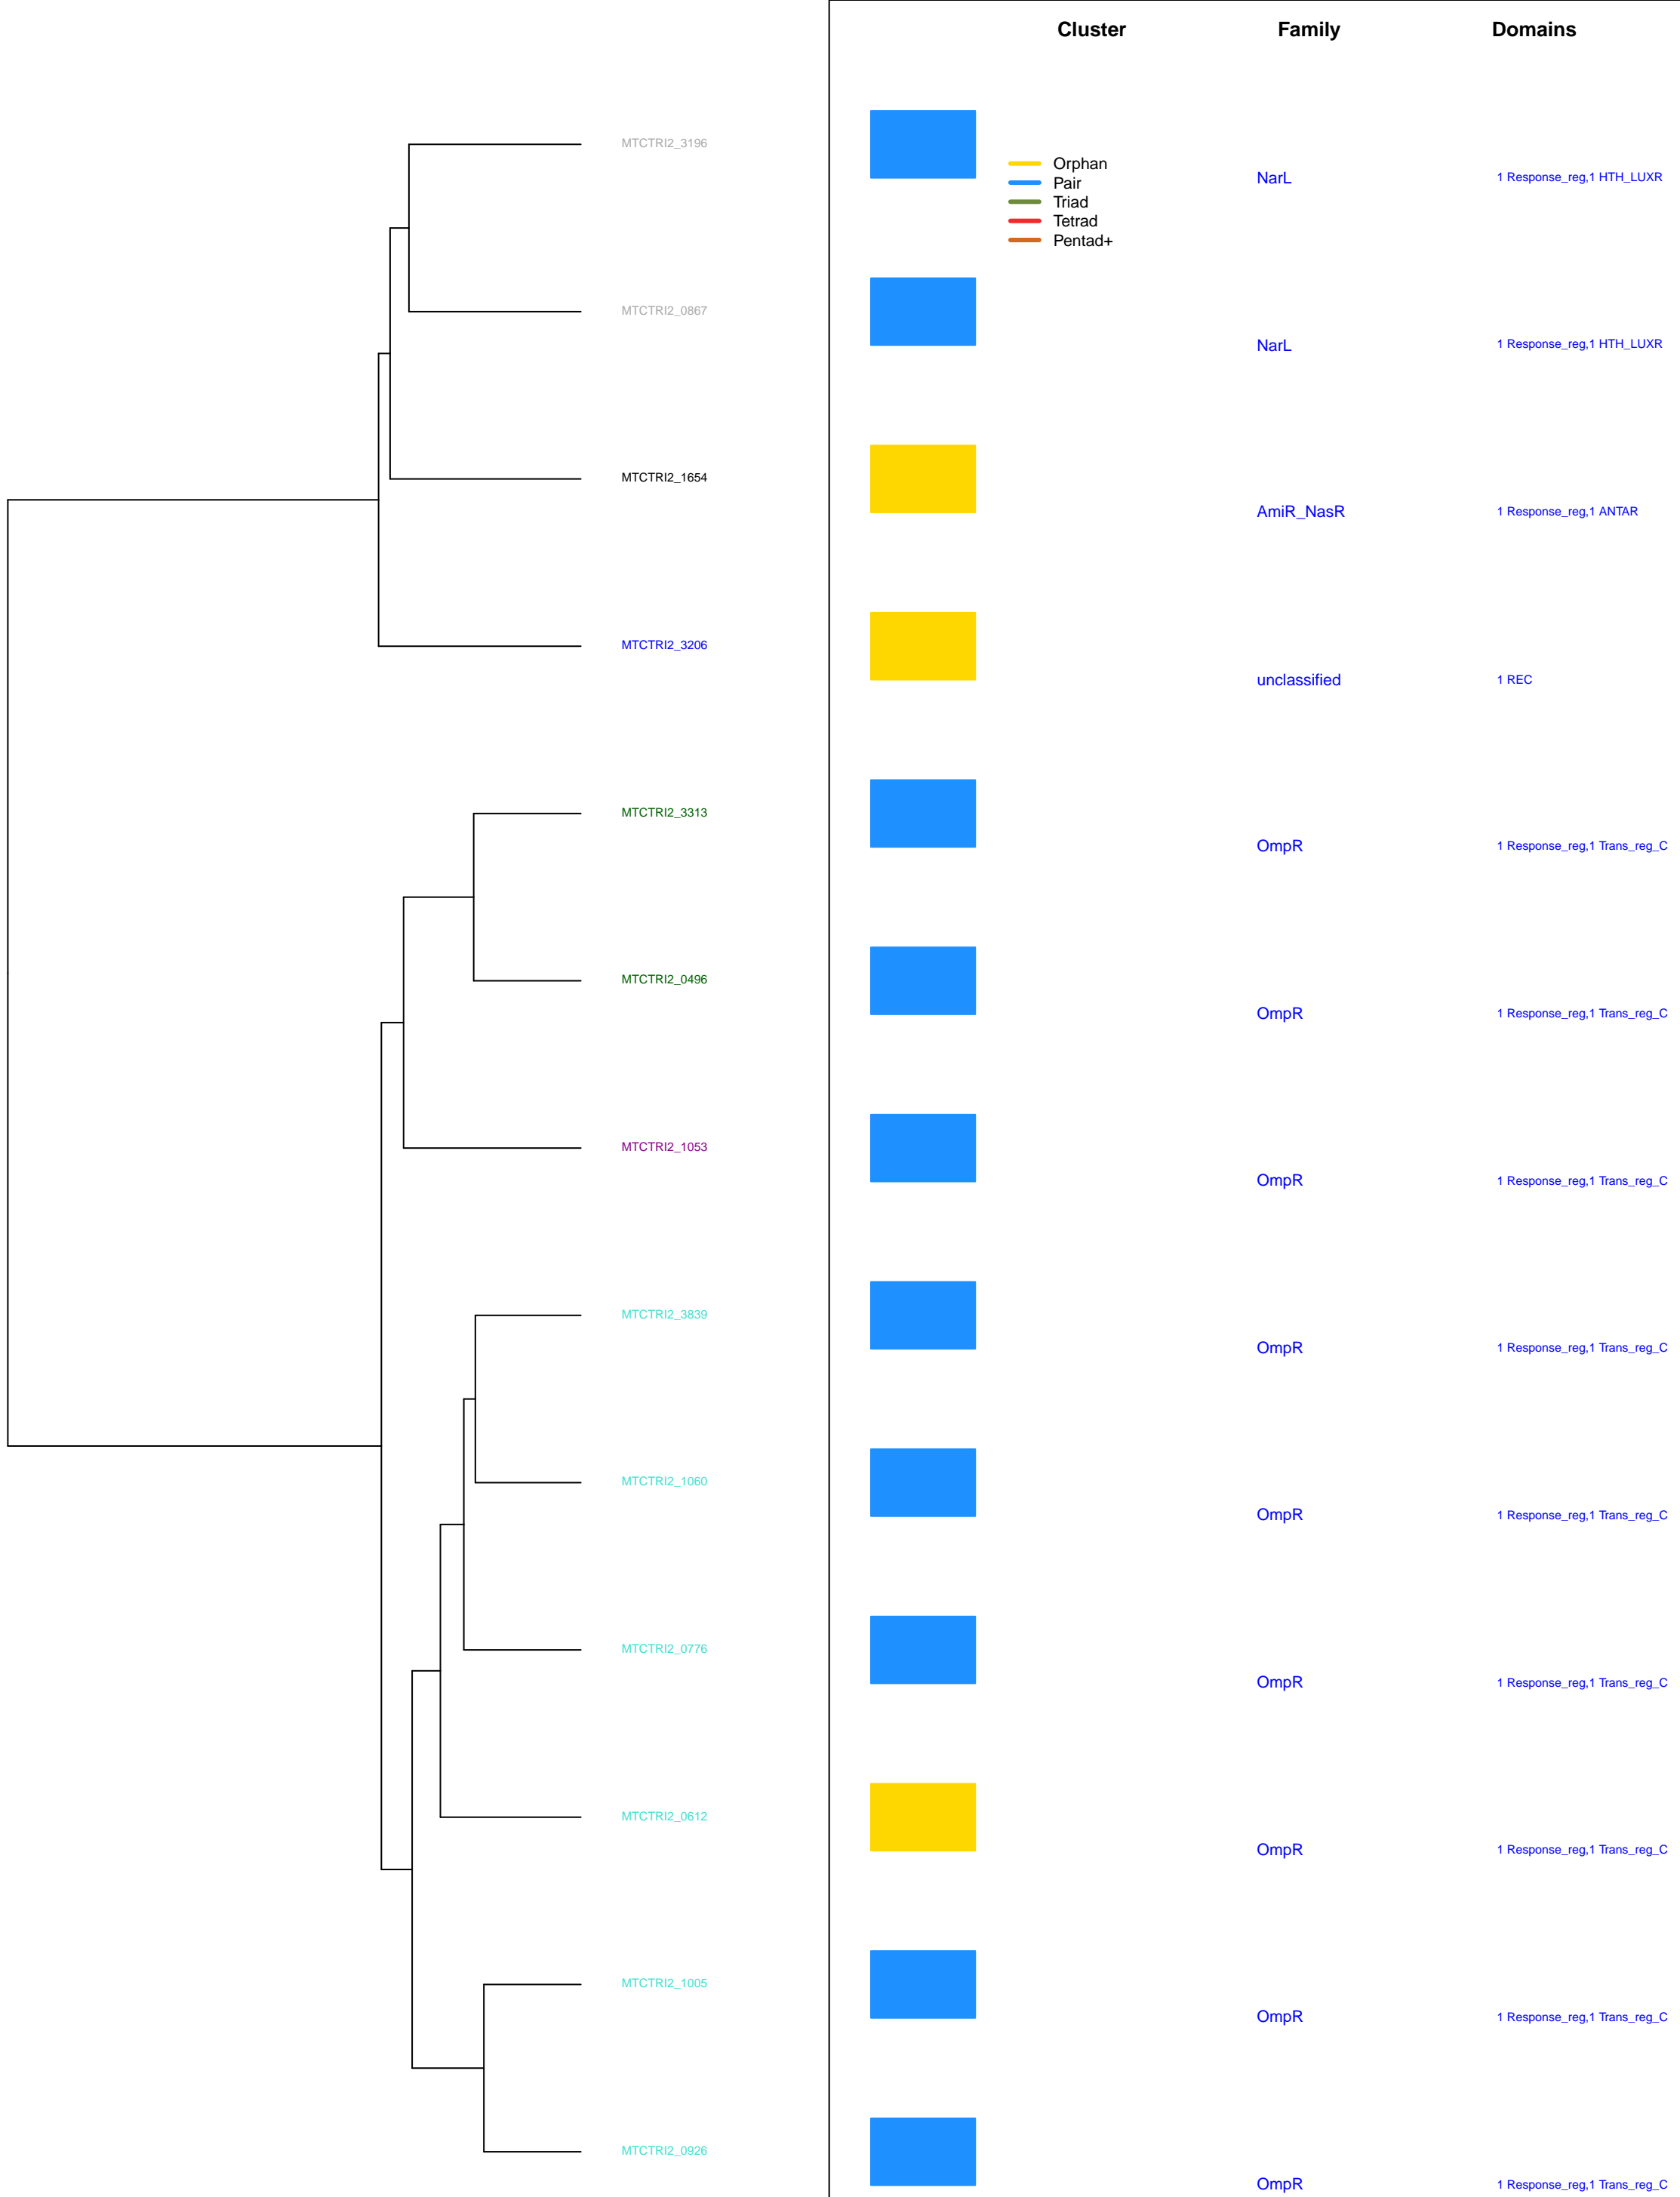 Cluster Family Domains
MTCTRI2_3196
Orphan
Pair
NarL 1 Response_reg,1 HTH_LUXR
Triad
Tetrad
Pentad+
MTCTRI2_0867
NarL 1 Response_reg,1 HTH_LUXR
MTCTRI2_1654
AmiR_NasR 1 Response_reg,1 ANTAR
MTCTRI2_3206
unclassified 1 REC
MTCTRI2_3313
OmpR 1 Response_reg,1 Trans_reg_C
MTCTRI2_0496
OmpR 1 Response_reg,1 Trans_reg_C
MTCTRI2_1053
OmpR 1 Response_reg,1 Trans_reg_C
MTCTRI2_3839
OmpR 1 Response_reg,1 Trans_reg_C
MTCTRI2_1060
OmpR 1 Response_reg,1 Trans_reg_C
MTCTRI2_0776
OmpR 1 Response_reg,1 Trans_reg_C
MTCTRI2_0612
OmpR 1 Response_reg,1 Trans_reg_C
MTCTRI2_1005
OmpR 1 Response_reg,1 Trans_reg_C
MTCTRI2_0926
OmpR 1 Response_reg,1 Trans_reg_C